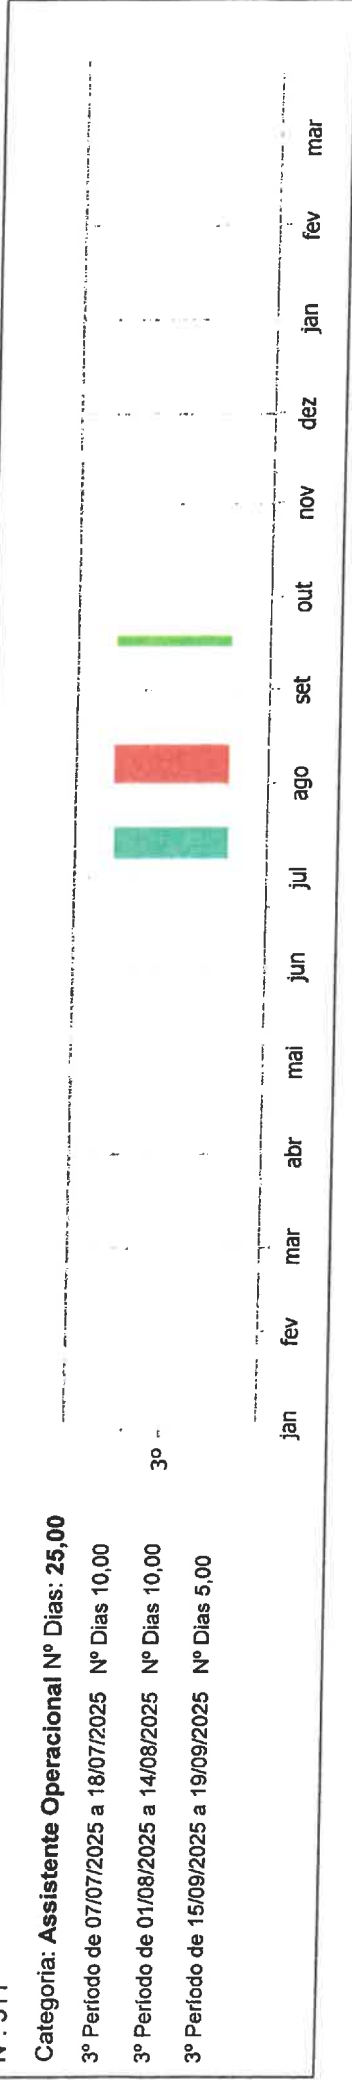 Categoria: Assistente Operacional Nº Dias: 25,00
3º Período de 07/07/2025 a 18/07/2025 Nº Dias 10,00
3º Período de 01/08/2025 a 14/08/2025 Nº Dias 10,00
3º Período de 15/09/2025 a 19/09/2025 Nº Dias 5,00
3º
jan fev mar abr mai jun jul ago set out nov dez jan fev mar